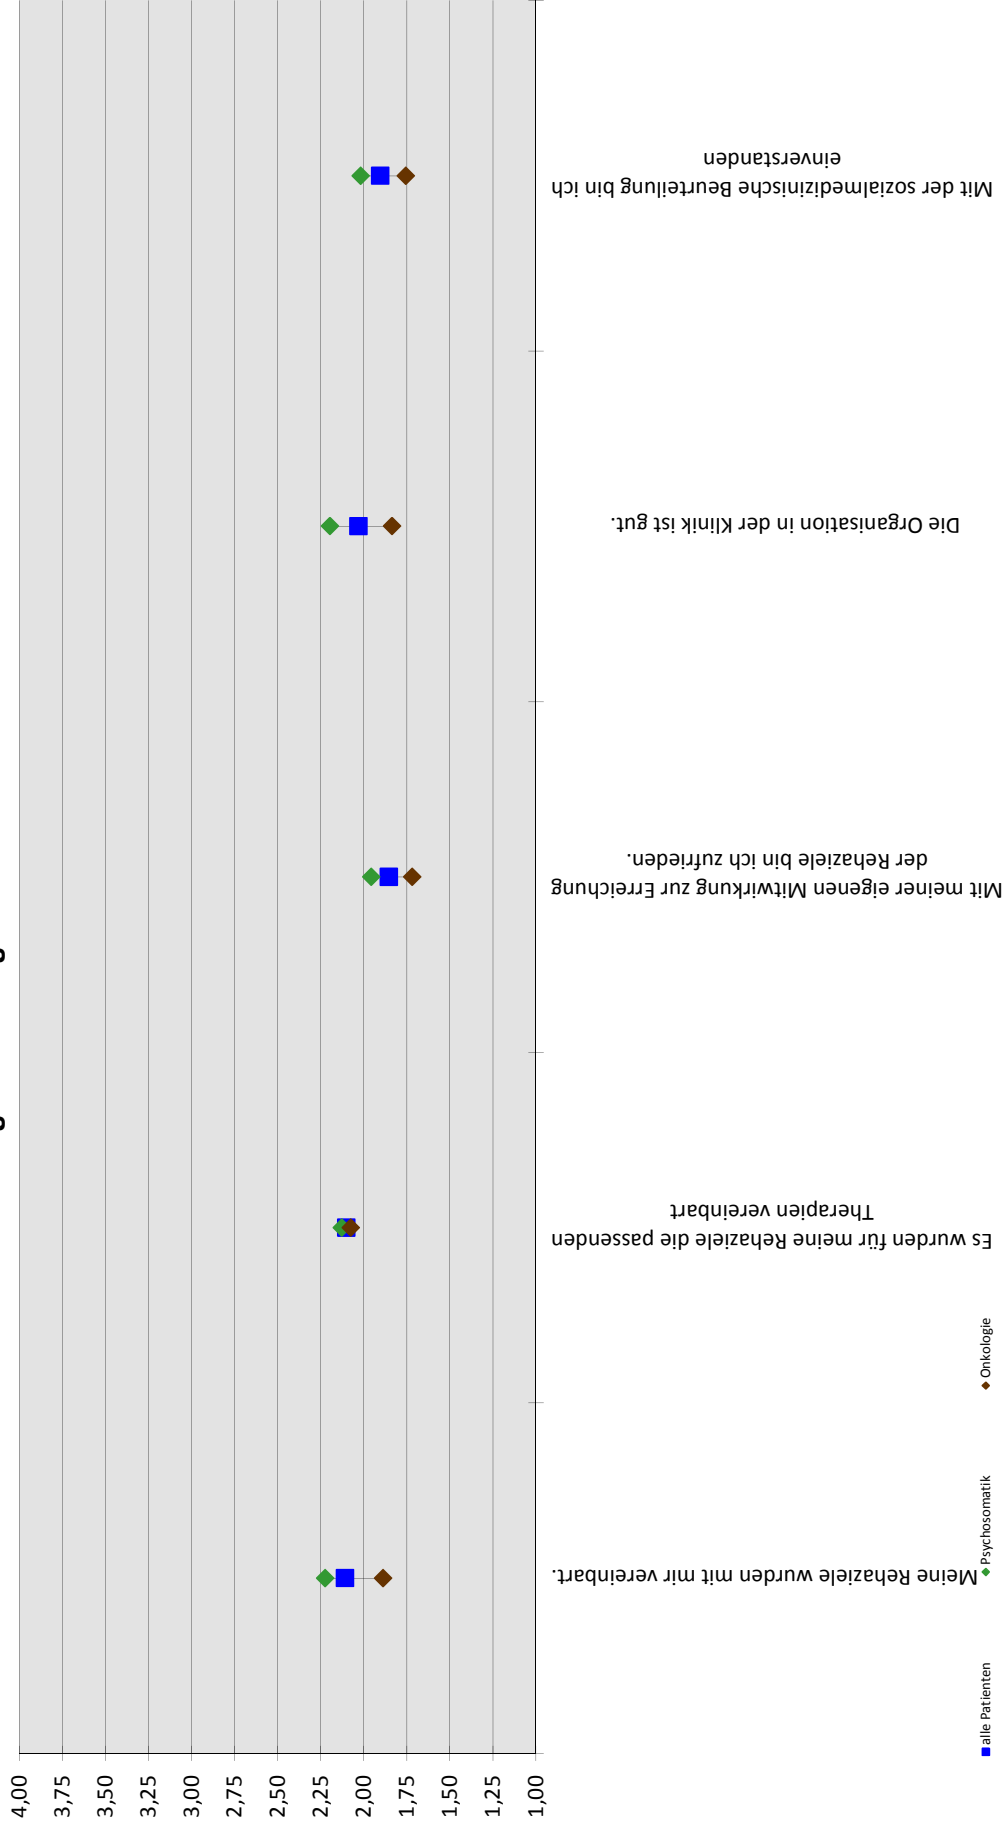 4,00
3,75
3,50
3,25
3,00
2,75
2,50
2,25
2,00
1,75
1,50
1,25
1,00
Meine Rehaziele wurden mit mir vereinbart.
Es wurden für meine Rehaziele die passenden
Therapien vereinbart
Mit meiner eigenen Mitwirkung zur Erreichung
der Rehaziele bin ich zufrieden.
Die Organisation in der Klinik ist gut.
Mit der sozialmedizinische Beurteilung bin ich
einverstanden
alle Patienten
Psychosomatik
Onkologie